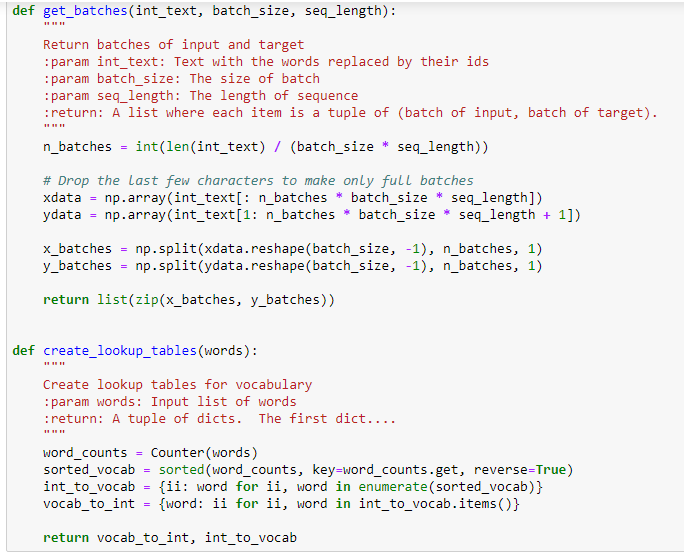 def get_batches(int_text, batch_size, seq_length):
    """
    Return batches of input and target
    :param int_text: Text with the words replaced by their ids
    :param batch_size: The size of batch
    :param seq_length: The length of sequence
    :return: A list where each item is a tuple of (batch of input, batch of target).
    """
    n_batches = int(len(int_text) / (batch_size * seq_length))

    # Drop the last few characters to make only full batches
    xdata = np.array(int_text[: n_batches * batch_size * seq_length])
    ydata = np.array(int_text[1: n_batches * batch_size * seq_length + 1])

    x_batches = np.split(xdata.reshape(batch_size, -1), n_batches, 1)
    y_batches = np.split(ydata.reshape(batch_size, -1), n_batches, 1)

    return list(zip(x_batches, y_batches))


def create_lookup_tables(words):
    """
    Create lookup tables for vocabulary
    :param words: Input list of words
    :return: A tuple of dicts.  The first dict....
    """
    word_counts = Counter(words)
    sorted_vocab = sorted(word_counts, key=word_counts.get, reverse=True)
    int_to_vocab = {ii: word for ii, word in enumerate(sorted_vocab)}
    vocab_to_int = {word: ii for ii, word in int_to_vocab.items()}

    return vocab_to_int, int_to_vocab